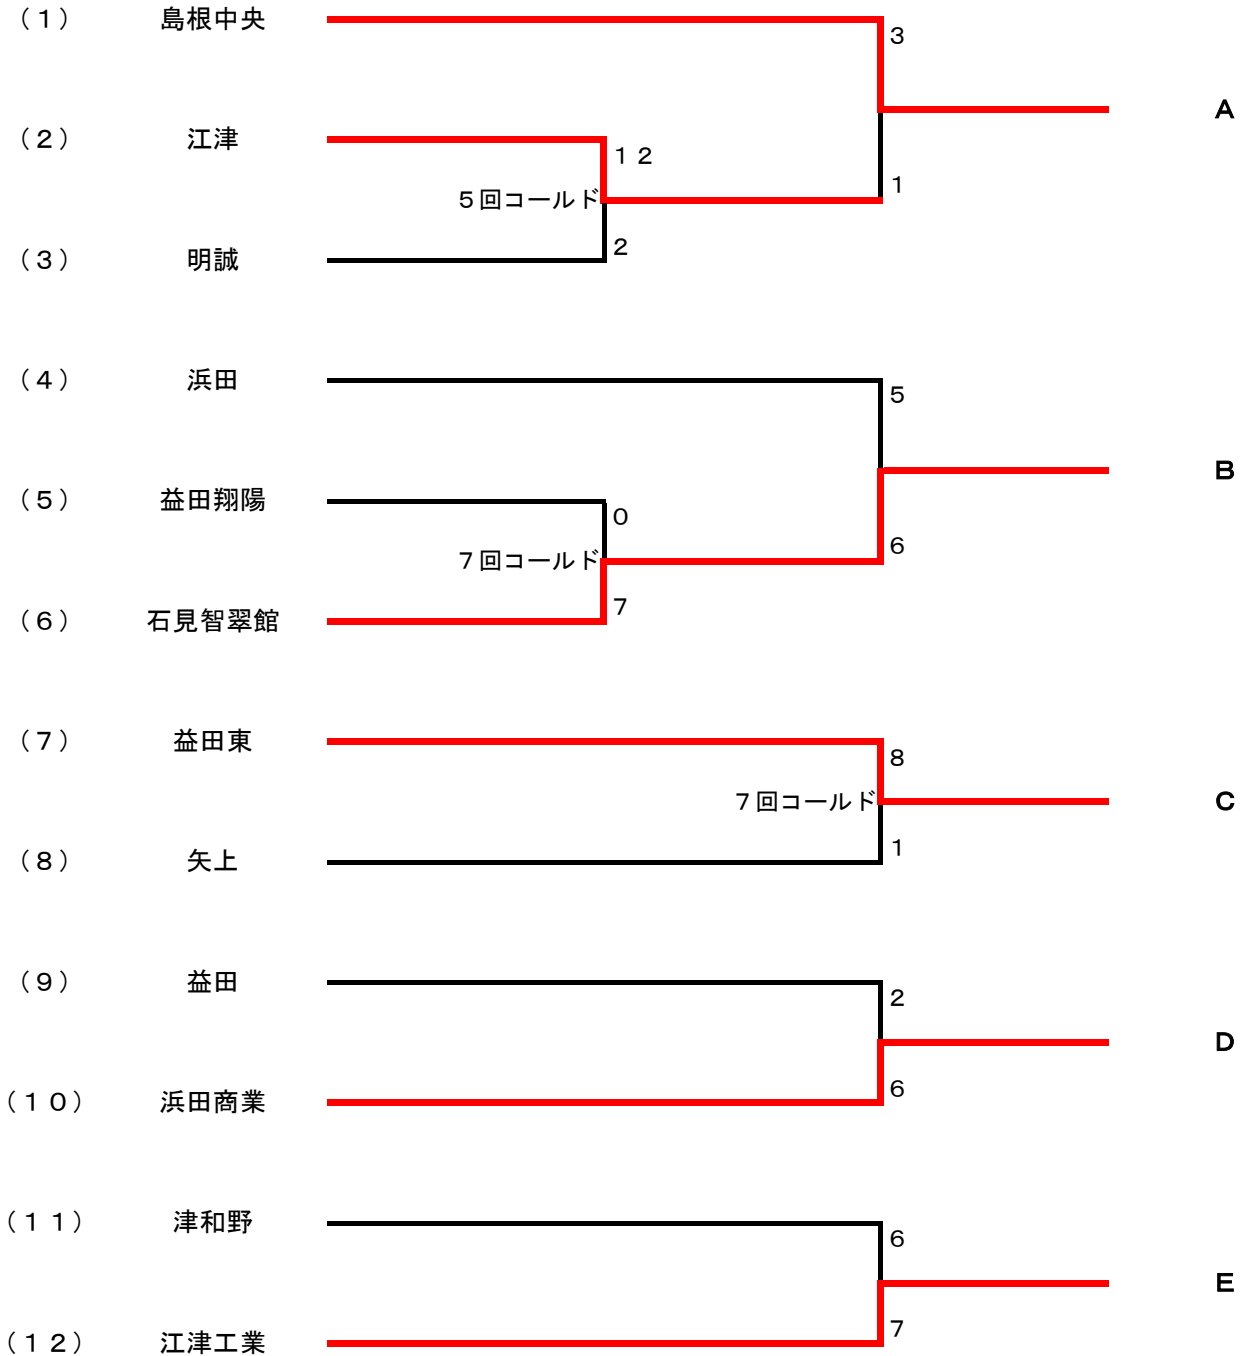 （１） 島根中央
３
A
（２） 江津
１２
１
５回コールド
２
（３） 明誠
（４） 浜田
５
B
（５） 益田翔陽
０
６
７回コールド
７
（６） 石見智翠館
（７） 益田東
８
７回コールド
C
１
（８） 矢上
（９） 益田
２
D
６
（１０） 浜田商業
（１１） 津和野
６
E
７
（１２） 江津工業